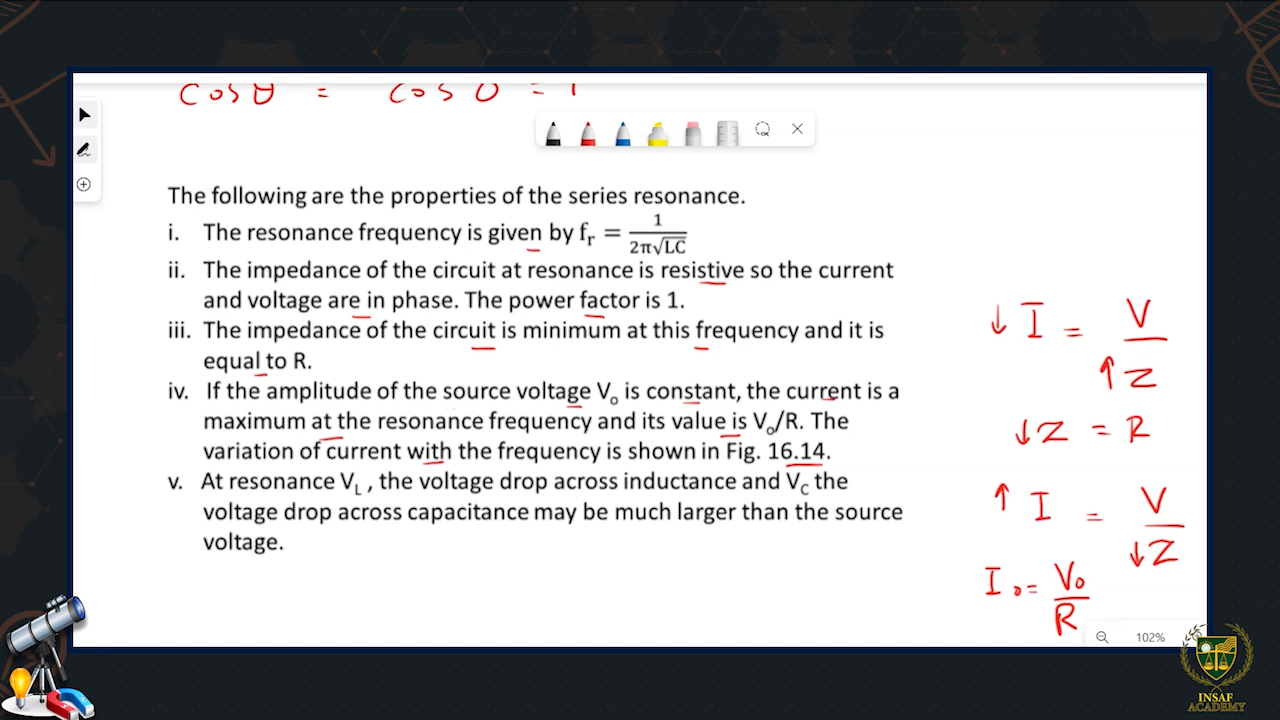 cos θ = cos 0 = 1
The following are the properties of the series resonance.
i. The resonance frequency is given by fr = 1/2π√LC
ii. The impedance of the circuit at resonance is resistive so the current
and voltage are in phase. The power factor is 1.
iii. The impedance of the circuit is minimum at this frequency and it is
equal to R.
iv. If the amplitude of the source voltage Vo is constant, the current is a
maximum at the resonance frequency and its value is Vo/R. The
variation of current with the frequency is shown in Fig. 16.14.
v. At resonance VL , the voltage drop across inductance and VC the
voltage drop across capacitance may be much larger than the source
voltage.
↓ I = V/↑Z
↓Z = R
↑ I = V/↓Z
Io = Vo/R
102%
INSAF
ACADEMY